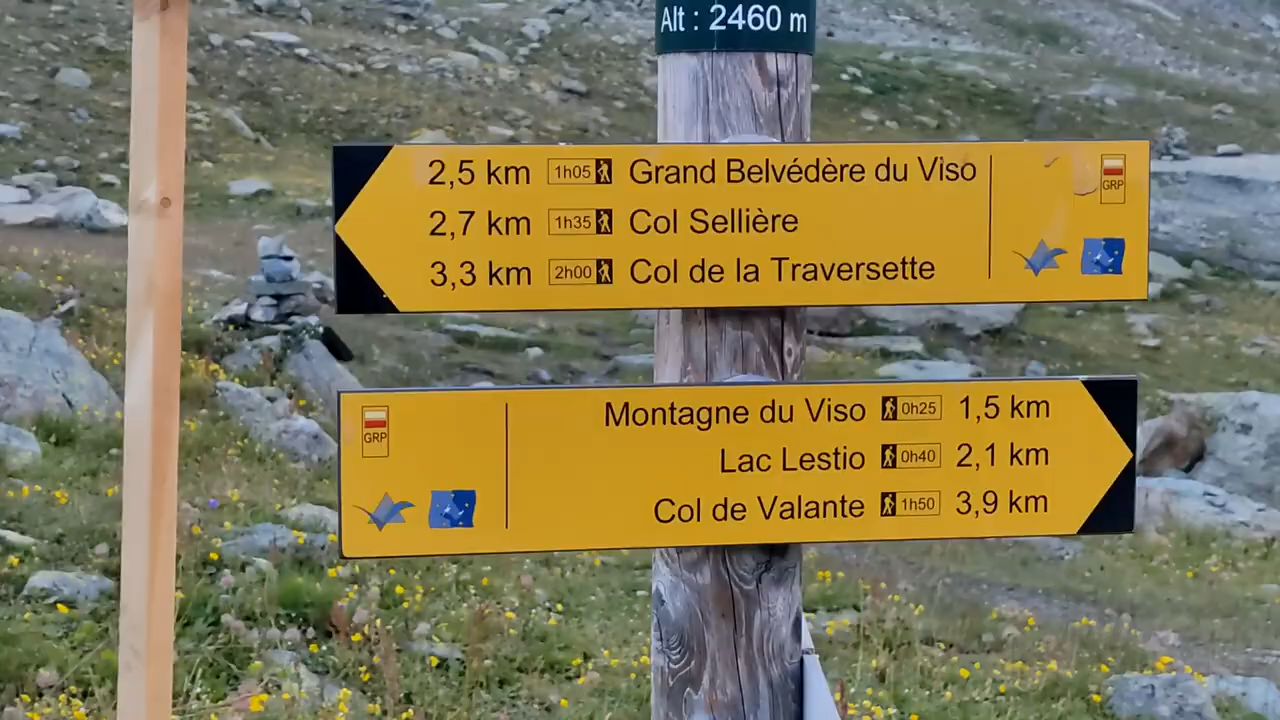 Alt : 2460 m
2,5 km 1h05 Grand Belvédère du Viso
GRP
2,7 km 1h35 Col Sellière
3,3 km 2h00 Col de la Traversette
GRP
Montagne du Viso 0h25 1,5 km
Lac Lestio 0h40 2,1 km
Col de Valante 1h50 3,9 km